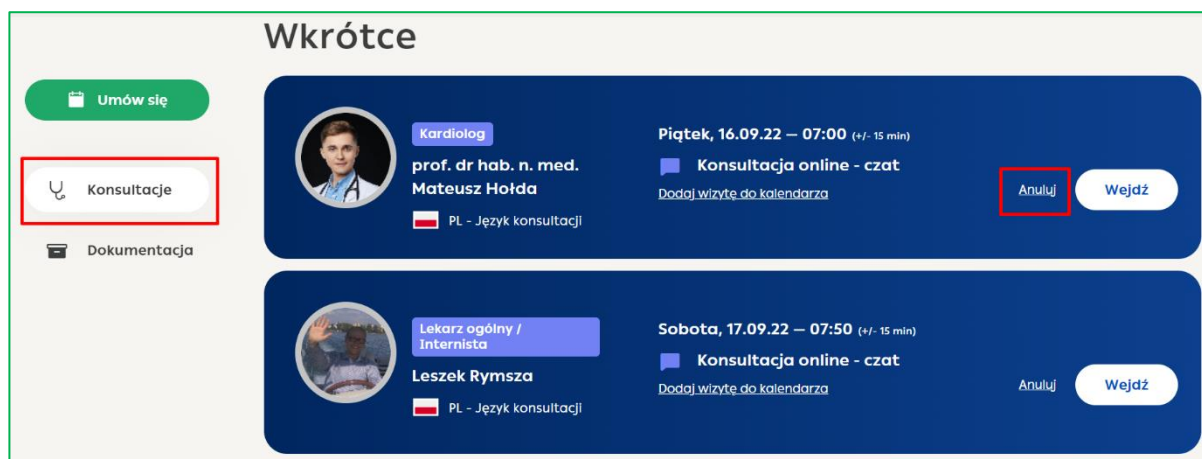 Wkrótce
Umów się
Konsultacje
Dokumentacja
Kardiolog
prof. dr hab. n. med.
Mateusz Hołda
PL - Język konsultacji
Piątek, 16.09.22 — 07:00 (+/- 15 min)
Konsultacja online - czat
Dodaj wizytę do kalendarza
Anuluj
Wejdź
Lekarz ogólny /
Internista
Leszek Rymsza
PL - Język konsultacji
Sobota, 17.09.22 — 07:50 (+/- 15 min)
Konsultacja online - czat
Dodaj wizytę do kalendarza
Anuluj
Wejdź